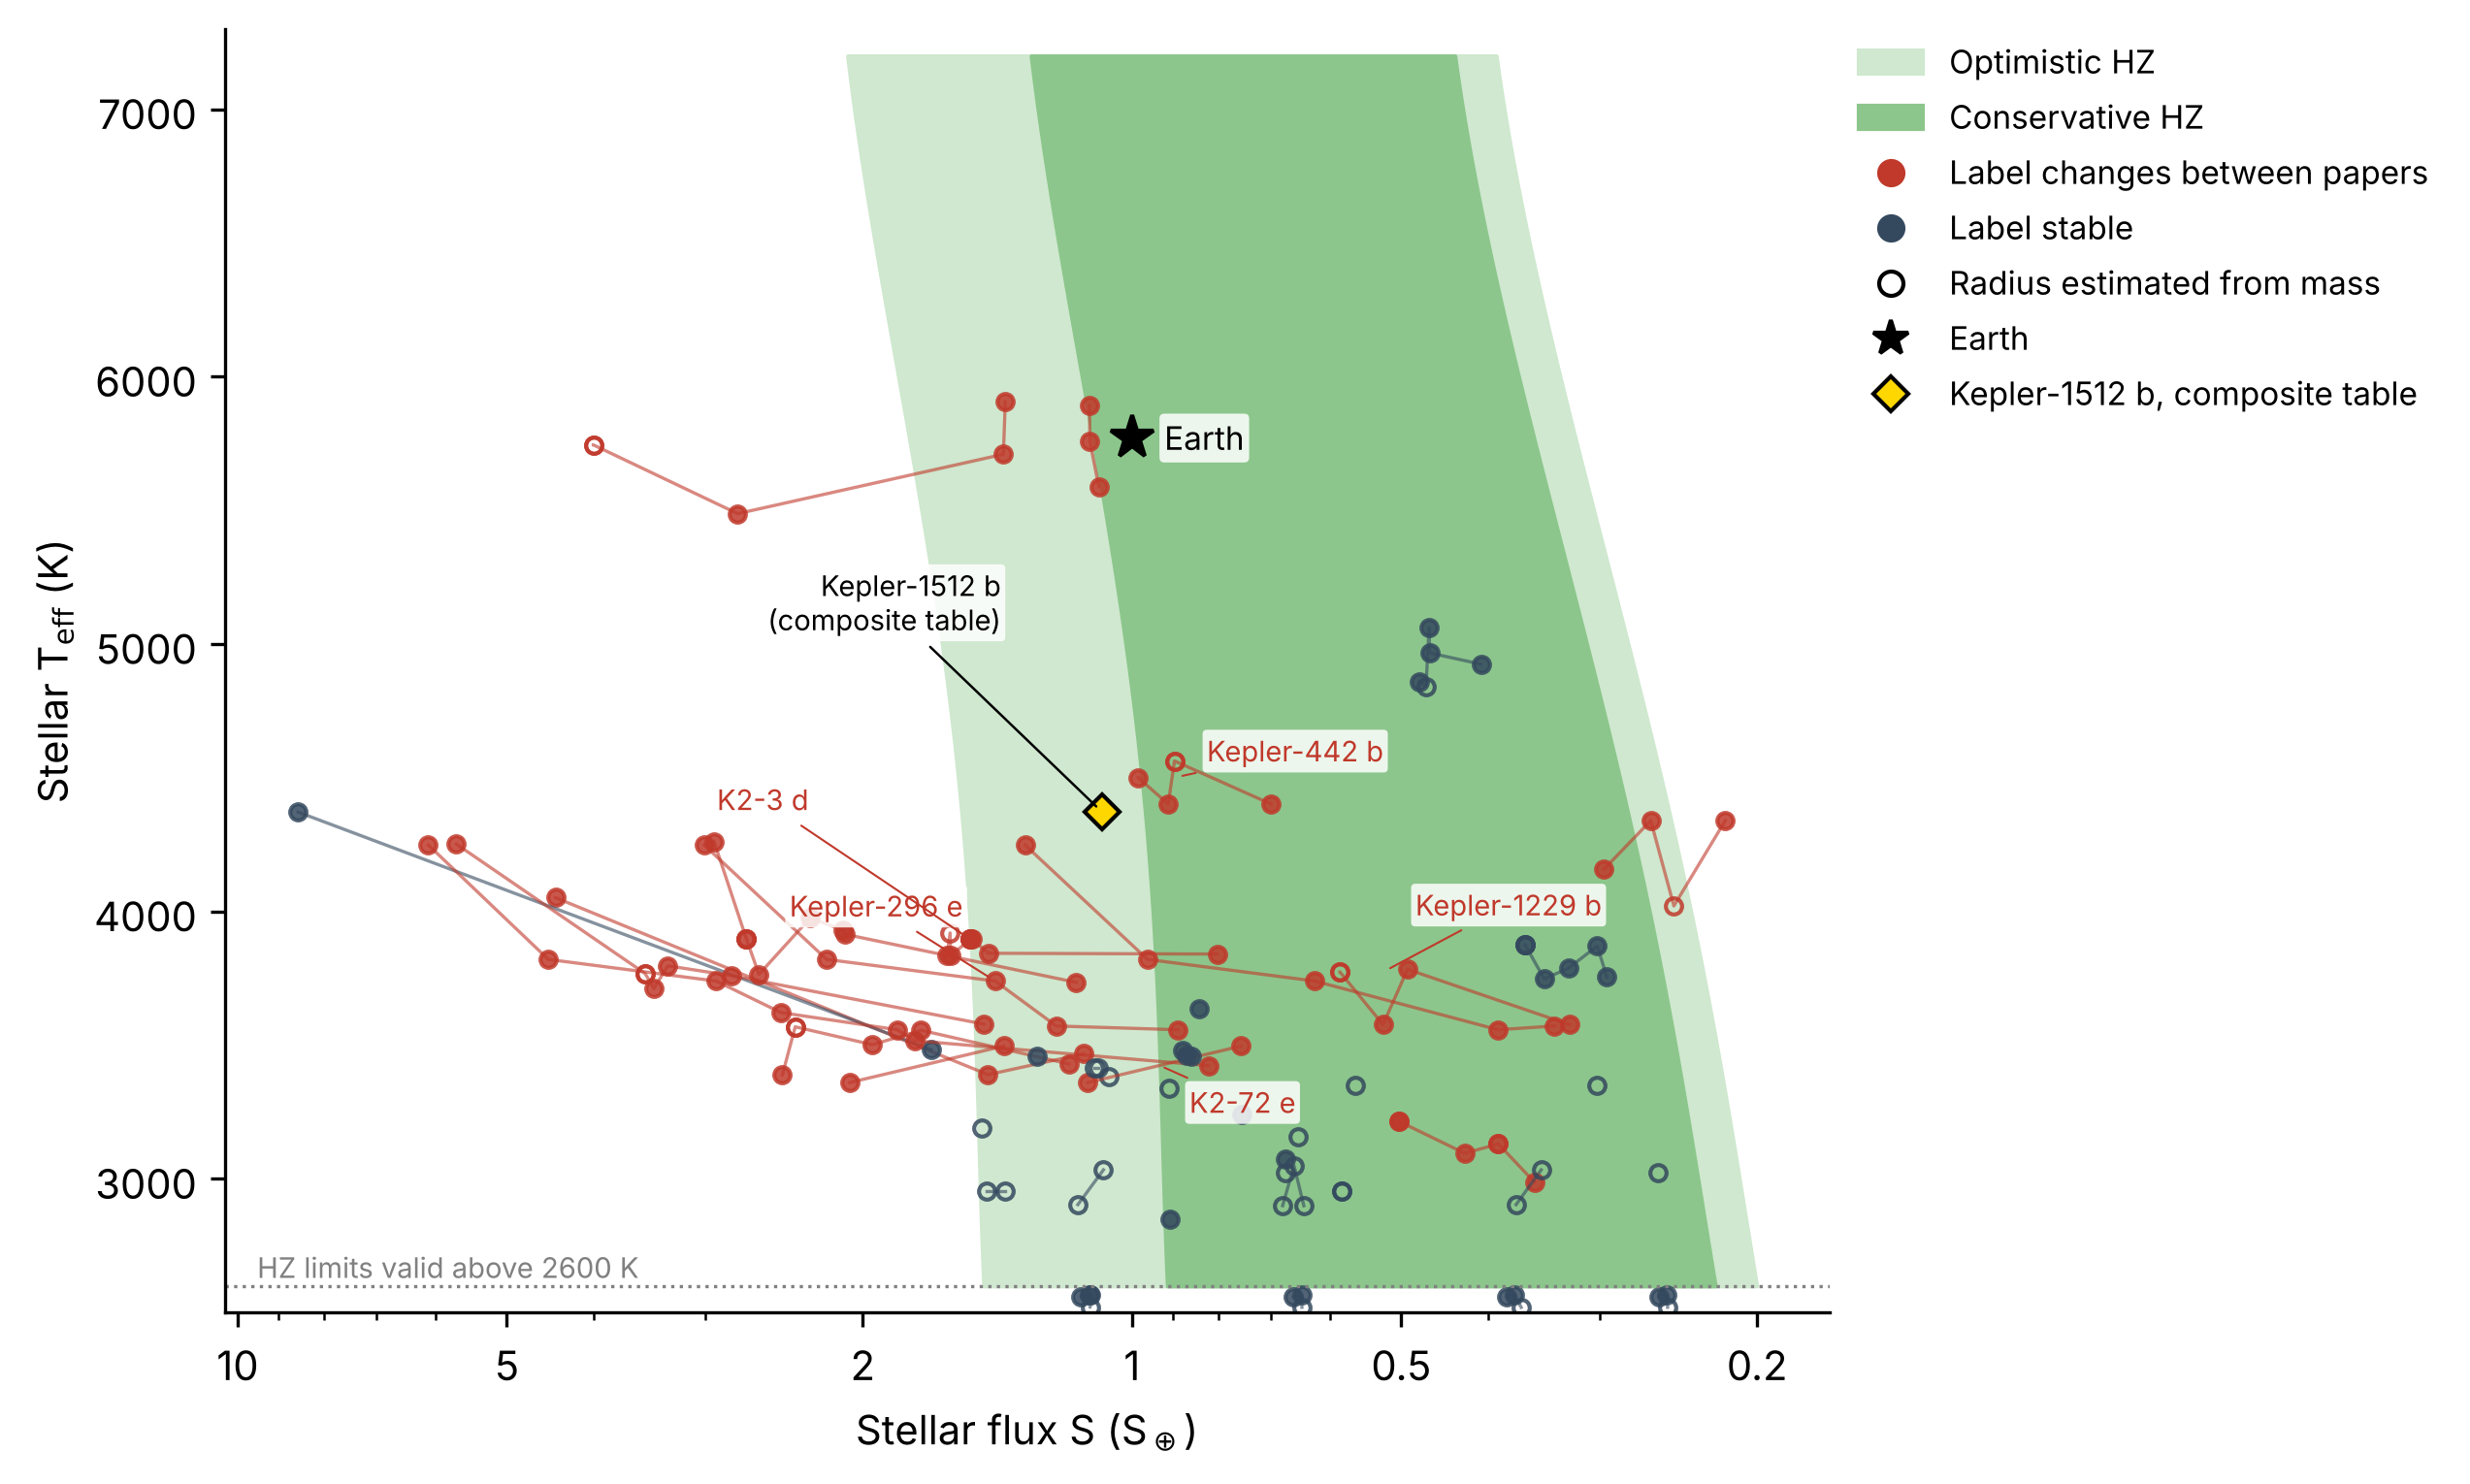 Optimistic HZ
Conservative HZ
Label changes between papers
Label stable
Radius estimated from mass
Earth
Kepler-1512 b, composite table
7000
6000
5000
4000
3000
Stellar Teff (K)
Earth
Kepler-1512 b
(composite table)
Kepler-442 b
K2-3 d
Kepler-296 e
Kepler-1229 b
K2-72 e
HZ limits valid above 2600 K
10
5
2
1
0.5
0.2
Stellar flux S (S⊕)